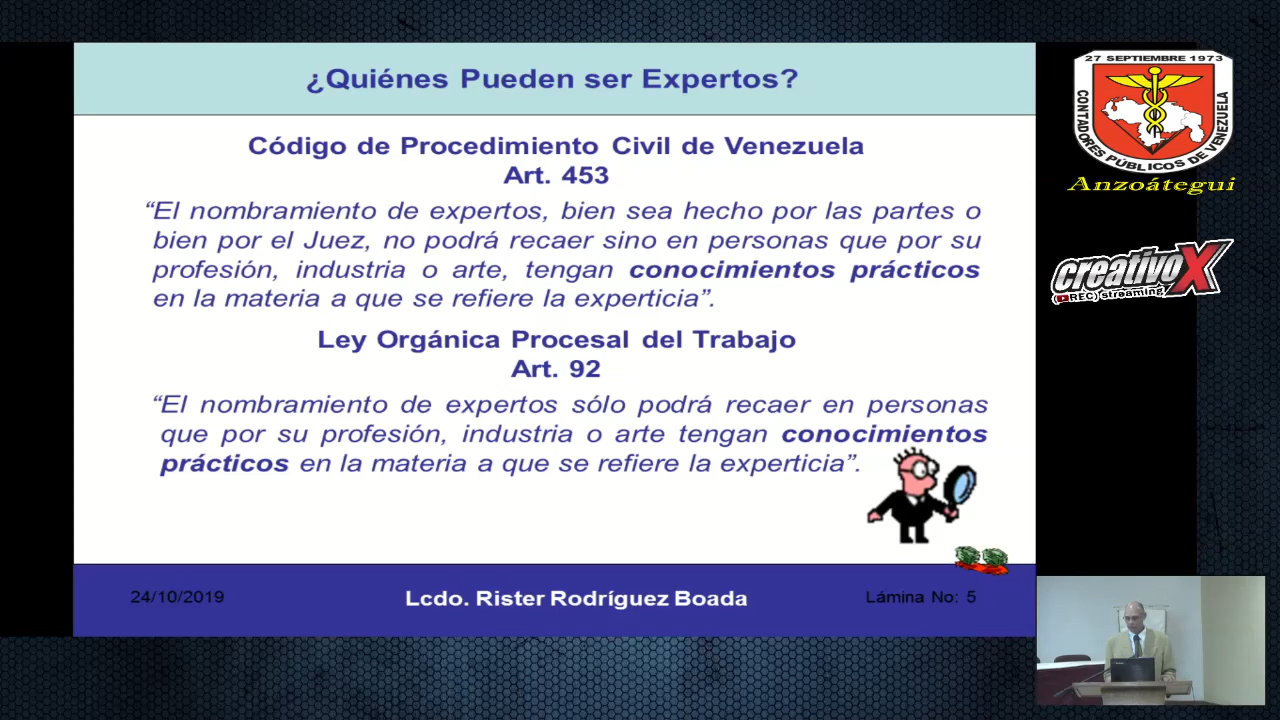 ¿Quiénes Pueden ser Expertos?
Código de Procedimiento Civil de Venezuela
Art. 453
“El nombramiento de expertos, bien sea hecho por las partes o
bien por el Juez, no podrá recaer sino en personas que por su
profesión, industria o arte, tengan conocimientos prácticos
en la materia a que se refiere la experticia”.
Ley Orgánica Procesal del Trabajo
Art. 92
“El nombramiento de expertos sólo podrá recaer en personas
que por su profesión, industria o arte tengan conocimientos
prácticos en la materia a que se refiere la experticia”.
24/10/2019
Lcdo. Rister Rodríguez Boada
Lámina No: 5
27 SEPTIEMBRE 1973
CONTADORES PÚBLICOS DE VENEZUELA
Anzoátegui
creativoX
(REC) streaming